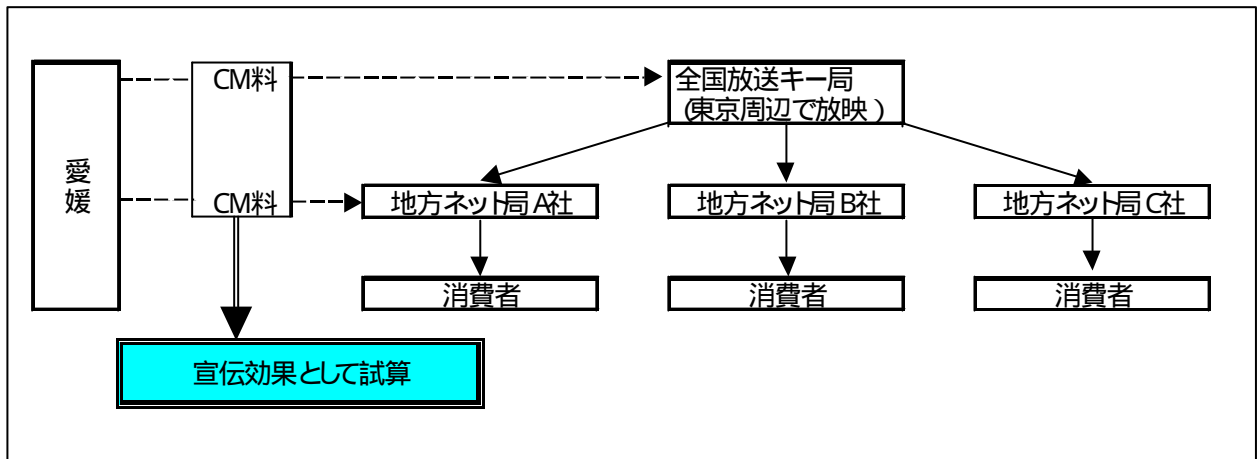 CM料
全国放送キー局
(東京周辺で放映)
愛媛
CM料
地方ネット局A社
地方ネット局B社
地方ネット局C社
消費者
消費者
消費者
宣伝効果として試算